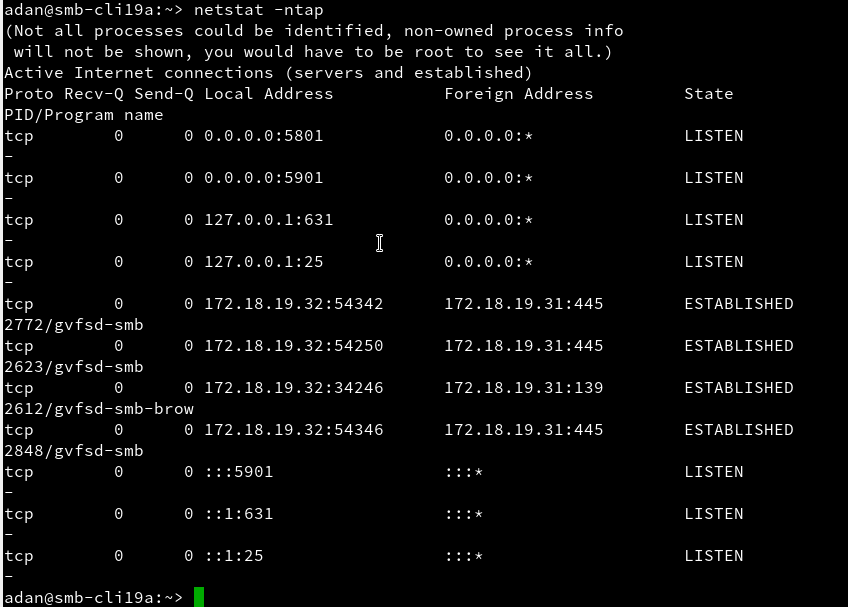 adan@smb-cli19a:~> netstat -ntap
(Not all processes could be identified, non-owned process info
 will not be shown, you would have to be root to see it all.)
Active Internet connections (servers and established)
Proto Recv-Q Send-Q Local Address           Foreign Address         State
PID/Program name
tcp        0      0 0.0.0.0:5801            0.0.0.0:*               LISTEN
-
tcp        0      0 0.0.0.0:5901            0.0.0.0:*               LISTEN
-
tcp        0      0 127.0.0.1:631           0.0.0.0:*               LISTEN
-
tcp        0      0 127.0.0.1:25            0.0.0.0:*               LISTEN
-
tcp        0      0 172.18.19.32:54342      172.18.19.31:445        ESTABLISHED
2772/gvfsd-smb
tcp        0      0 172.18.19.32:54250      172.18.19.31:445        ESTABLISHED
2623/gvfsd-smb
tcp        0      0 172.18.19.32:34246      172.18.19.31:139        ESTABLISHED
2612/gvfsd-smb-brow
tcp        0      0 172.18.19.32:54346      172.18.19.31:445        ESTABLISHED
2848/gvfsd-smb
tcp        0      0 :::5901                 :::*                    LISTEN
-
tcp        0      0 ::1:631                 :::*                    LISTEN
-
tcp        0      0 ::1:25                  :::*                    LISTEN
-
adan@smb-cli19a:~>